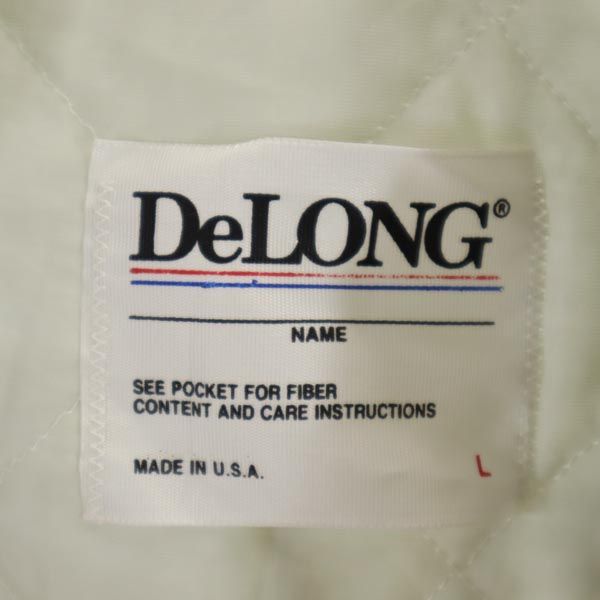 DeLONG®
NAME
SEE POCKET FOR FIBER
CONTENT AND CARE INSTRUCTIONS
MADE IN U.S.A. L